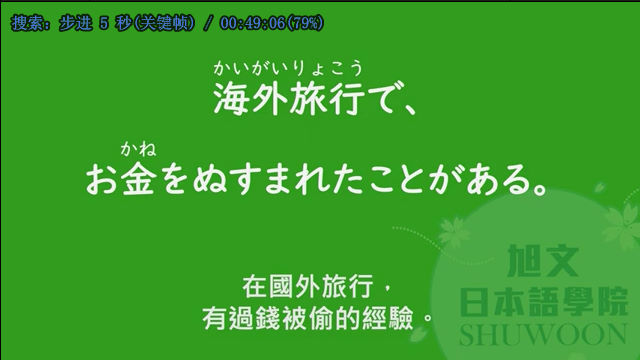 搜索: 步进 5 秒(关键帧) / 00:49:06(79%)
かいがいりょこう
海外旅行で、
かね
お金をぬすまれたことがある。
在國外旅行，
有過錢被偷的經驗。
旭文
日本語學院
SHUWOON